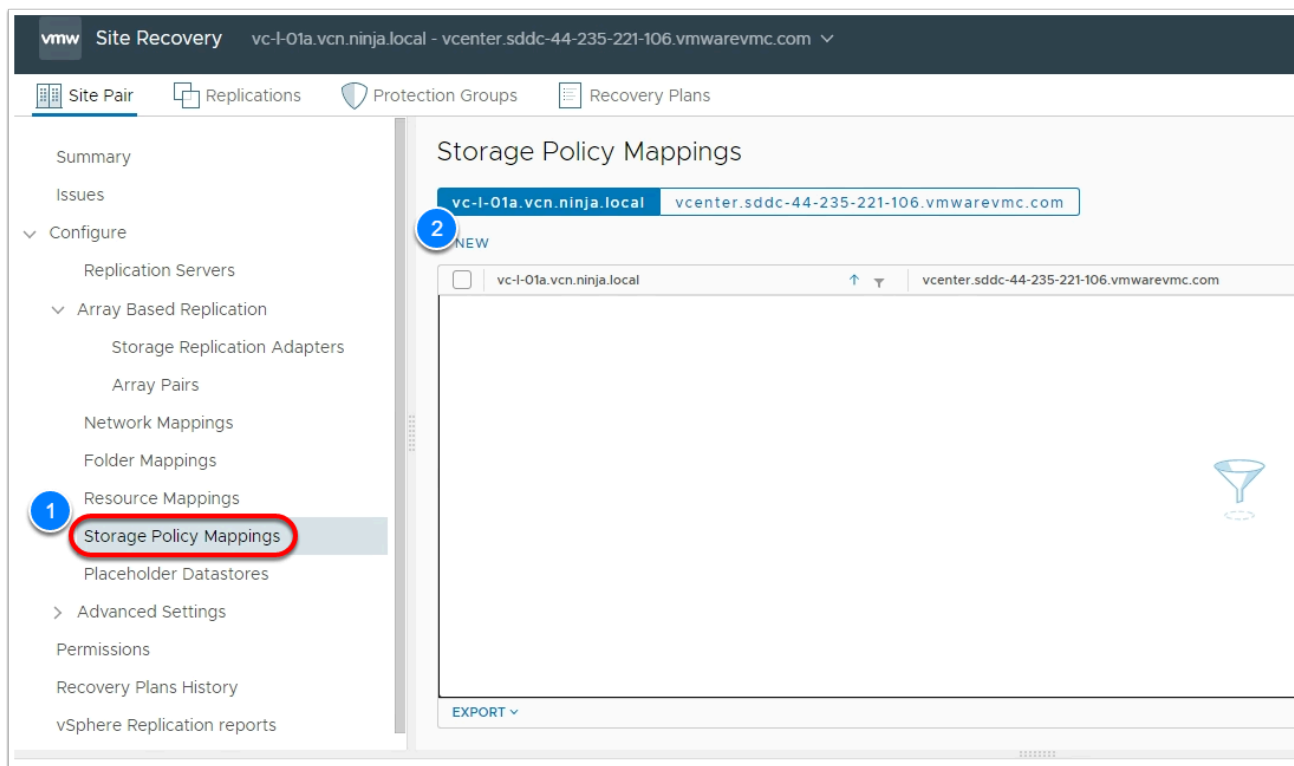 vmw Site Recovery vc-l-01a.vcn.ninja.local - vcenter.sddc-44-235-221-106.vmwarevmc.com
Site Pair Replications Protection Groups Recovery Plans
Summary
Issues
Configure
Replication Servers
Array Based Replication
Storage Replication Adapters
Array Pairs
Network Mappings
Folder Mappings
Resource Mappings
1
Storage Policy Mappings
Placeholder Datastores
Advanced Settings
Permissions
Recovery Plans History
vSphere Replication reports
Storage Policy Mappings
vc-l-01a.vcn.ninja.local vcenter.sddc-44-235-221-106.vmwarevmc.com
2
NEW
vc-l-01a.vcn.ninja.local vcenter.sddc-44-235-221-106.vmwarevmc.com
EXPORT